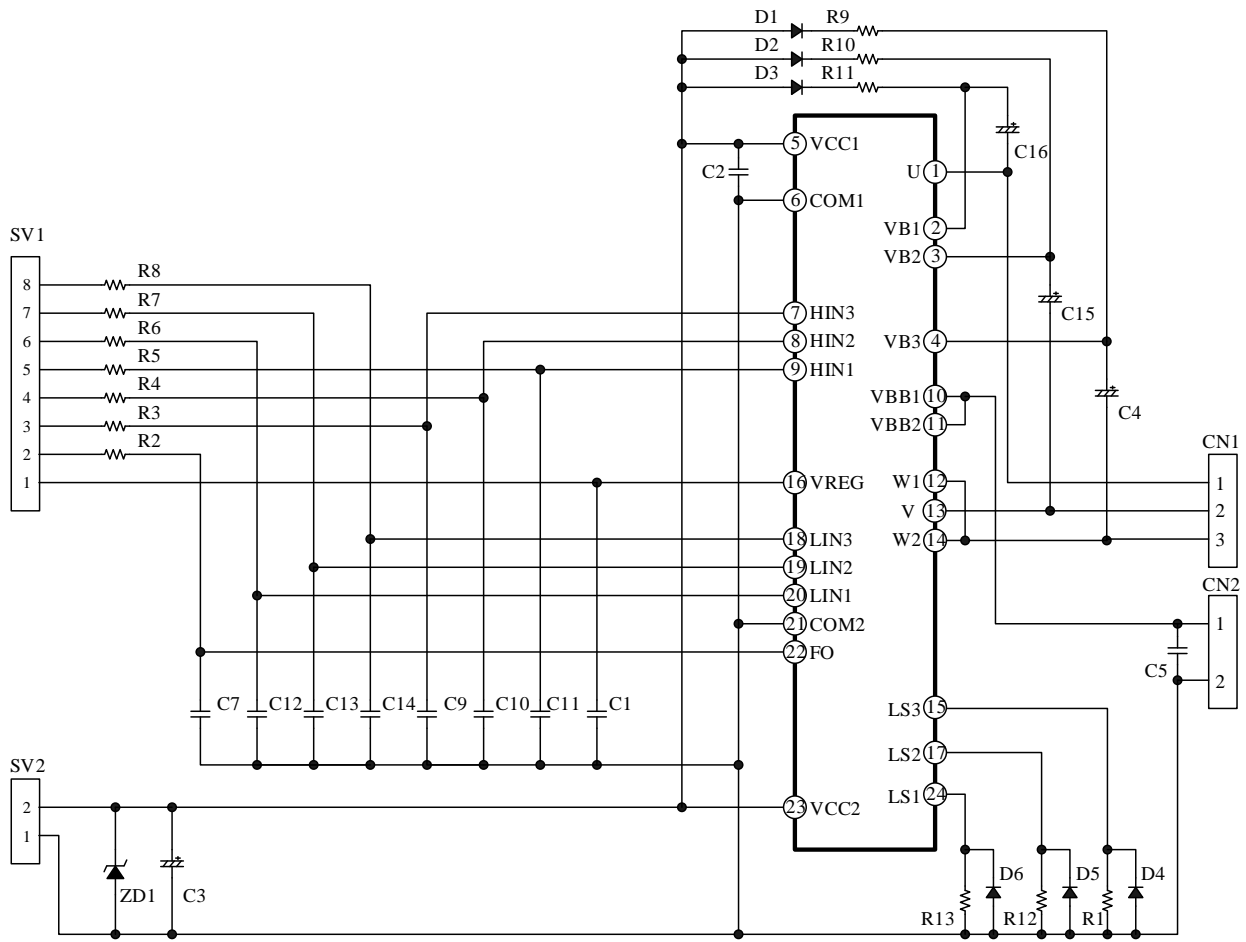 D1 R9
D2 R10
D3 R11
5 VCC1
C2
6 COM1
U 1
C16
VB1 2
VB2 3
C15
SV1
8 R8
7 R7
6 R6
5 R5
4 R4
3 R3
2 R2
1
7 HIN3
8 HIN2
9 HIN1
VB3 4
VBB1 10
VBB2 11
C4
CN1
1
2
3
16 VREG
W1 12
V 13
W2 14
18 LIN3
19 LIN2
20 LIN1
21 COM2
22 FO
CN2
1
2
C5
C7 C12 C13 C14 C9 C10 C11 C1
LS3 15
LS2 17
LS1 24
SV2
2
1
23 VCC2
ZD1 C3
D6 D5 D4
R13 R12 R1